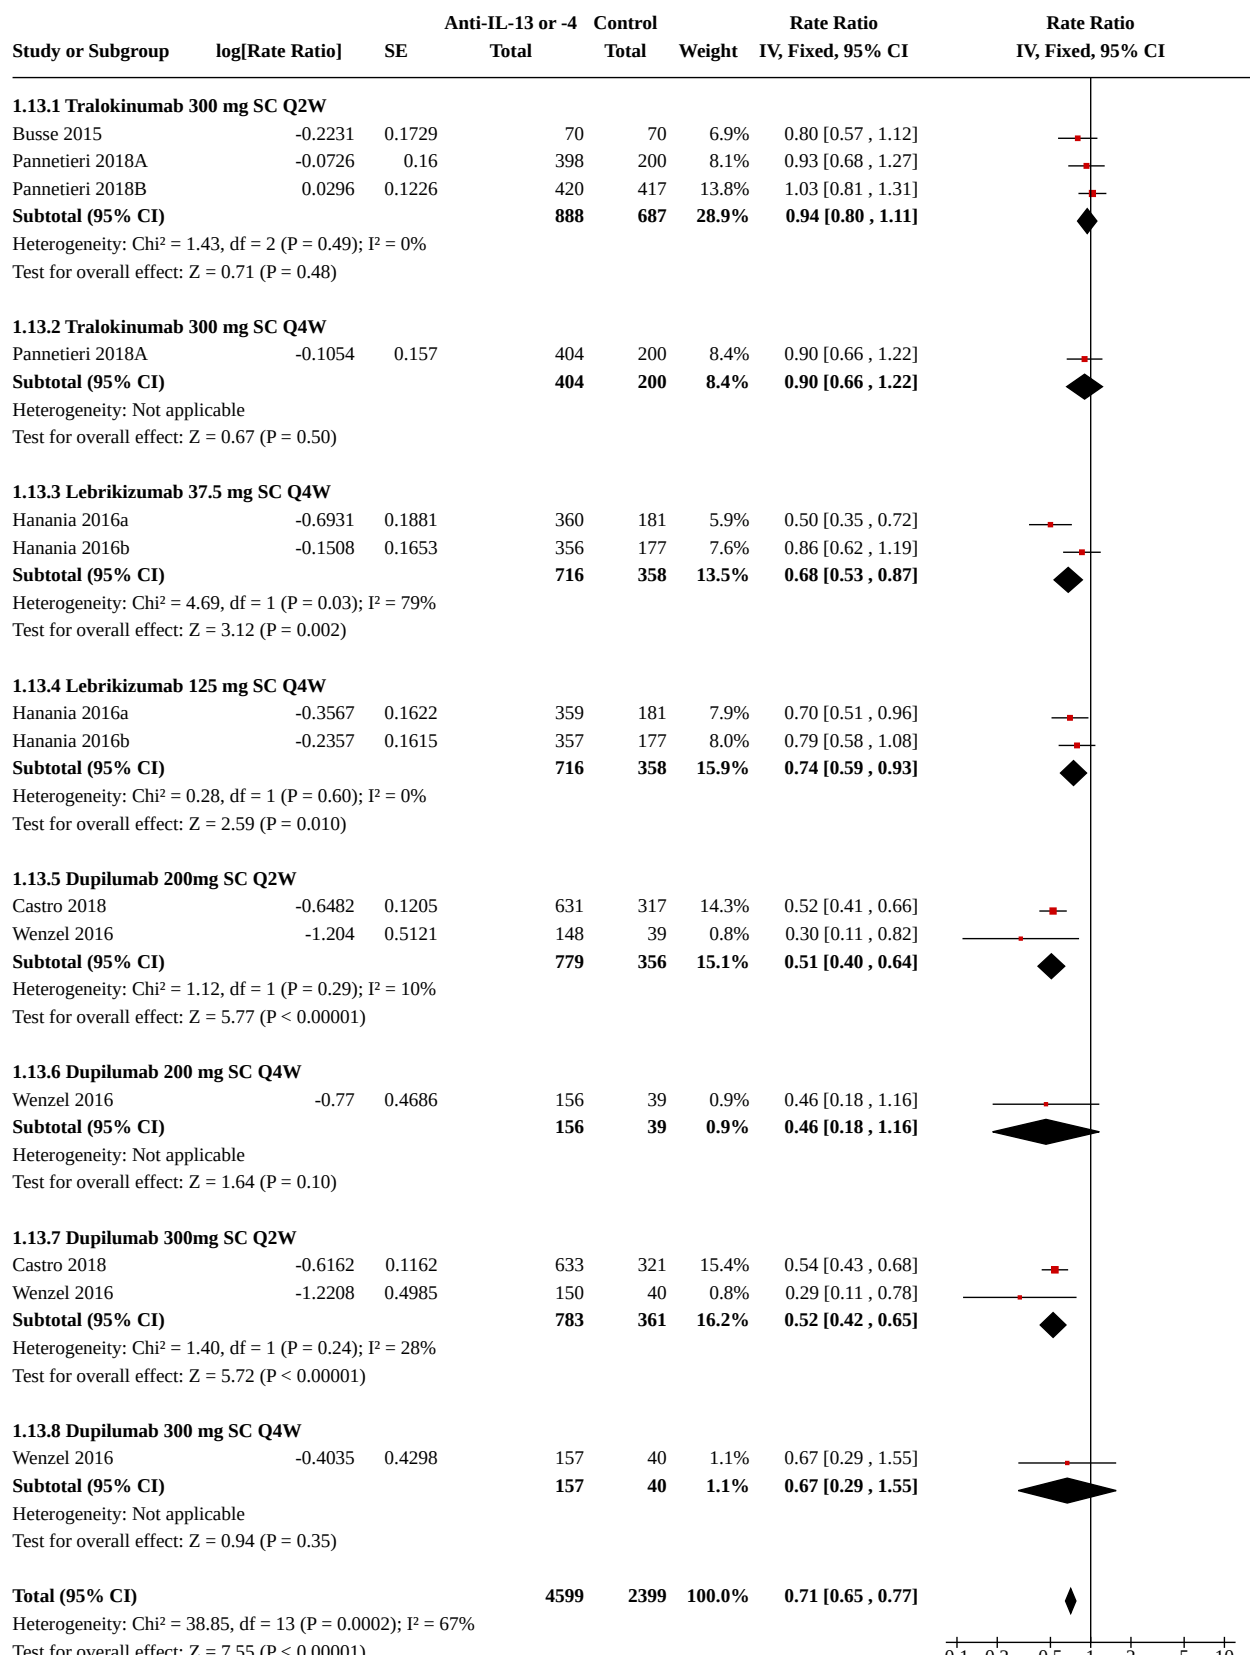 Anti-IL-13 or -4 Control Rate Ratio Rate Ratio
Study or Subgroup log[Rate Ratio] SE Total Total Weight IV, Fixed, 95% CI IV, Fixed, 95% CI
1.13.1 Tralokinumab 300 mg SC Q2W
Busse 2015 -0.2231 0.1729 70 70 6.9% 0.80 [0.57 , 1.12]
Pannetieri 2018A -0.0726 0.16 398 200 8.1% 0.93 [0.68 , 1.27]
Pannetieri 2018B 0.0296 0.1226 420 417 13.8% 1.03 [0.81 , 1.31]
Subtotal (95% CI) 888 687 28.9% 0.94 [0.80 , 1.11]
Heterogeneity: Chi² = 1.43, df = 2 (P = 0.49); I² = 0%
Test for overall effect: Z = 0.71 (P = 0.48)
1.13.2 Tralokinumab 300 mg SC Q4W
Pannetieri 2018A -0.1054 0.157 404 200 8.4% 0.90 [0.66 , 1.22]
Subtotal (95% CI) 404 200 8.4% 0.90 [0.66 , 1.22]
Heterogeneity: Not applicable
Test for overall effect: Z = 0.67 (P = 0.50)
1.13.3 Lebrikizumab 37.5 mg SC Q4W
Hanania 2016a -0.6931 0.1881 360 181 5.9% 0.50 [0.35 , 0.72]
Hanania 2016b -0.1508 0.1653 356 177 7.6% 0.86 [0.62 , 1.19]
Subtotal (95% CI) 716 358 13.5% 0.68 [0.53 , 0.87]
Heterogeneity: Chi² = 4.69, df = 1 (P = 0.03); I² = 79%
Test for overall effect: Z = 3.12 (P = 0.002)
1.13.4 Lebrikizumab 125 mg SC Q4W
Hanania 2016a -0.3567 0.1622 359 181 7.9% 0.70 [0.51 , 0.96]
Hanania 2016b -0.2357 0.1615 357 177 8.0% 0.79 [0.58 , 1.08]
Subtotal (95% CI) 716 358 15.9% 0.74 [0.59 , 0.93]
Heterogeneity: Chi² = 0.28, df = 1 (P = 0.60); I² = 0%
Test for overall effect: Z = 2.59 (P = 0.010)
1.13.5 Dupilumab 200mg SC Q2W
Castro 2018 -0.6482 0.1205 631 317 14.3% 0.52 [0.41 , 0.66]
Wenzel 2016 -1.204 0.5121 148 39 0.8% 0.30 [0.11 , 0.82]
Subtotal (95% CI) 779 356 15.1% 0.51 [0.40 , 0.64]
Heterogeneity: Chi² = 1.12, df = 1 (P = 0.29); I² = 10%
Test for overall effect: Z = 5.77 (P < 0.00001)
1.13.6 Dupilumab 200 mg SC Q4W
Wenzel 2016 -0.77 0.4686 156 39 0.9% 0.46 [0.18 , 1.16]
Subtotal (95% CI) 156 39 0.9% 0.46 [0.18 , 1.16]
Heterogeneity: Not applicable
Test for overall effect: Z = 1.64 (P = 0.10)
1.13.7 Dupilumab 300mg SC Q2W
Castro 2018 -0.6162 0.1162 633 321 15.4% 0.54 [0.43 , 0.68]
Wenzel 2016 -1.2208 0.4985 150 40 0.8% 0.29 [0.11 , 0.78]
Subtotal (95% CI) 783 361 16.2% 0.52 [0.42 , 0.65]
Heterogeneity: Chi² = 1.40, df = 1 (P = 0.24); I² = 28%
Test for overall effect: Z = 5.72 (P < 0.00001)
1.13.8 Dupilumab 300 mg SC Q4W
Wenzel 2016 -0.4035 0.4298 157 40 1.1% 0.67 [0.29 , 1.55]
Subtotal (95% CI) 157 40 1.1% 0.67 [0.29 , 1.55]
Heterogeneity: Not applicable
Test for overall effect: Z = 0.94 (P = 0.35)
Total (95% CI) 4599 2399 100.0% 0.71 [0.65 , 0.77]
Heterogeneity: Chi² = 38.85, df = 13 (P = 0.0002); I² = 67%
Test for overall effect: Z = 7.55 (P < 0.00001) 0.1 0.2 0.5 1 2 5 10